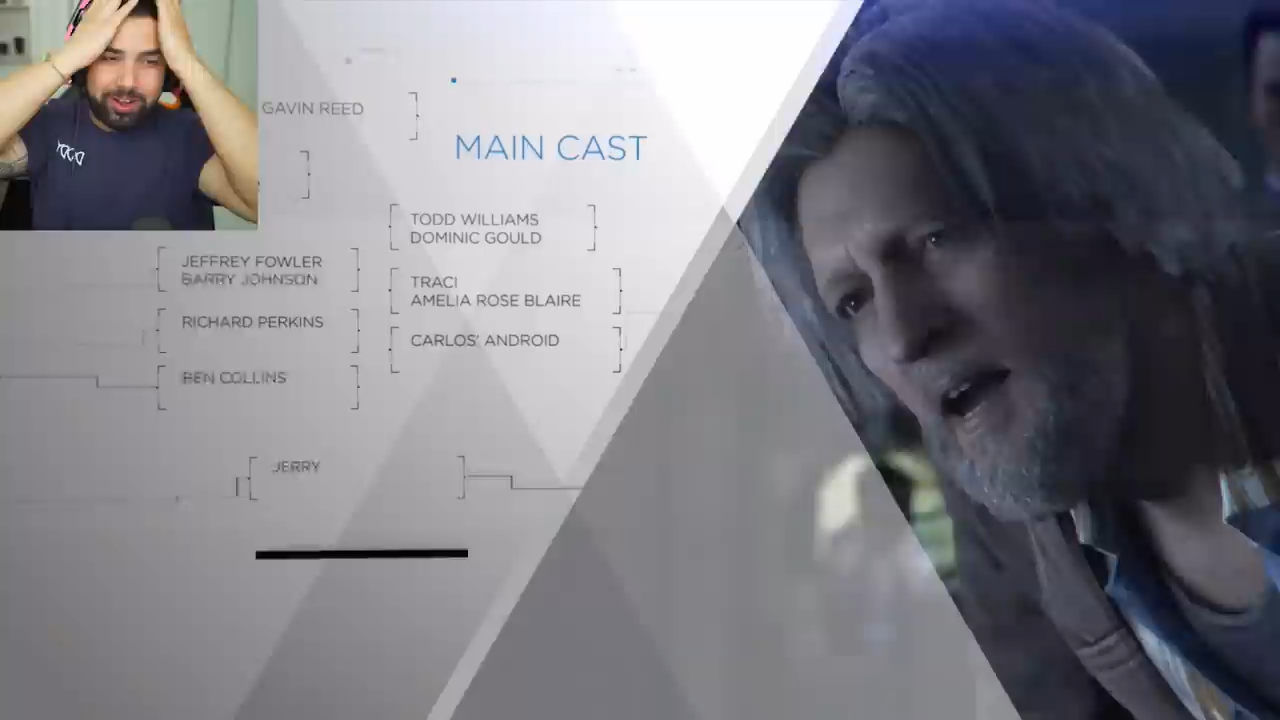 GAVIN REED
MAIN CAST
TODD WILLIAMS
DOMINIC GOULD
JEFFREY FOWLER
BARRY JOHNSON
TRACI
AMELIA ROSE BLAIRE
RICHARD PERKINS
CARLOS' ANDROID
BEN COLLINS
JERRY